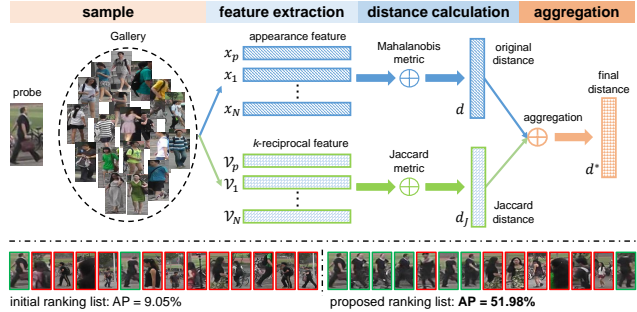 sample feature extraction distance calculation aggregation
Gallery
probe
appearance feature
x_p
x_1
⋮
x_N
Mahalanobis
metric
d
original
distance
k-reciprocal feature
𝒱_p
𝒱_1
⋮
𝒱_N
Jaccard
metric
d_J
Jaccard
distance
aggregation
final
distance
d*
initial ranking list: AP = 9.05%
proposed ranking list: AP = 51.98%